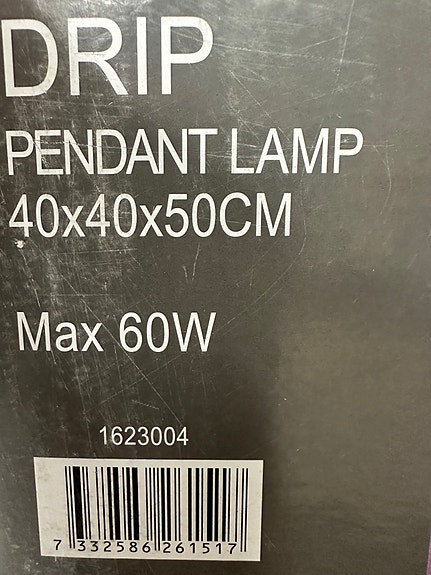 DRIP
PENDANT LAMP
40x40x50CM
Max 60W
1623004
7 332586 261517